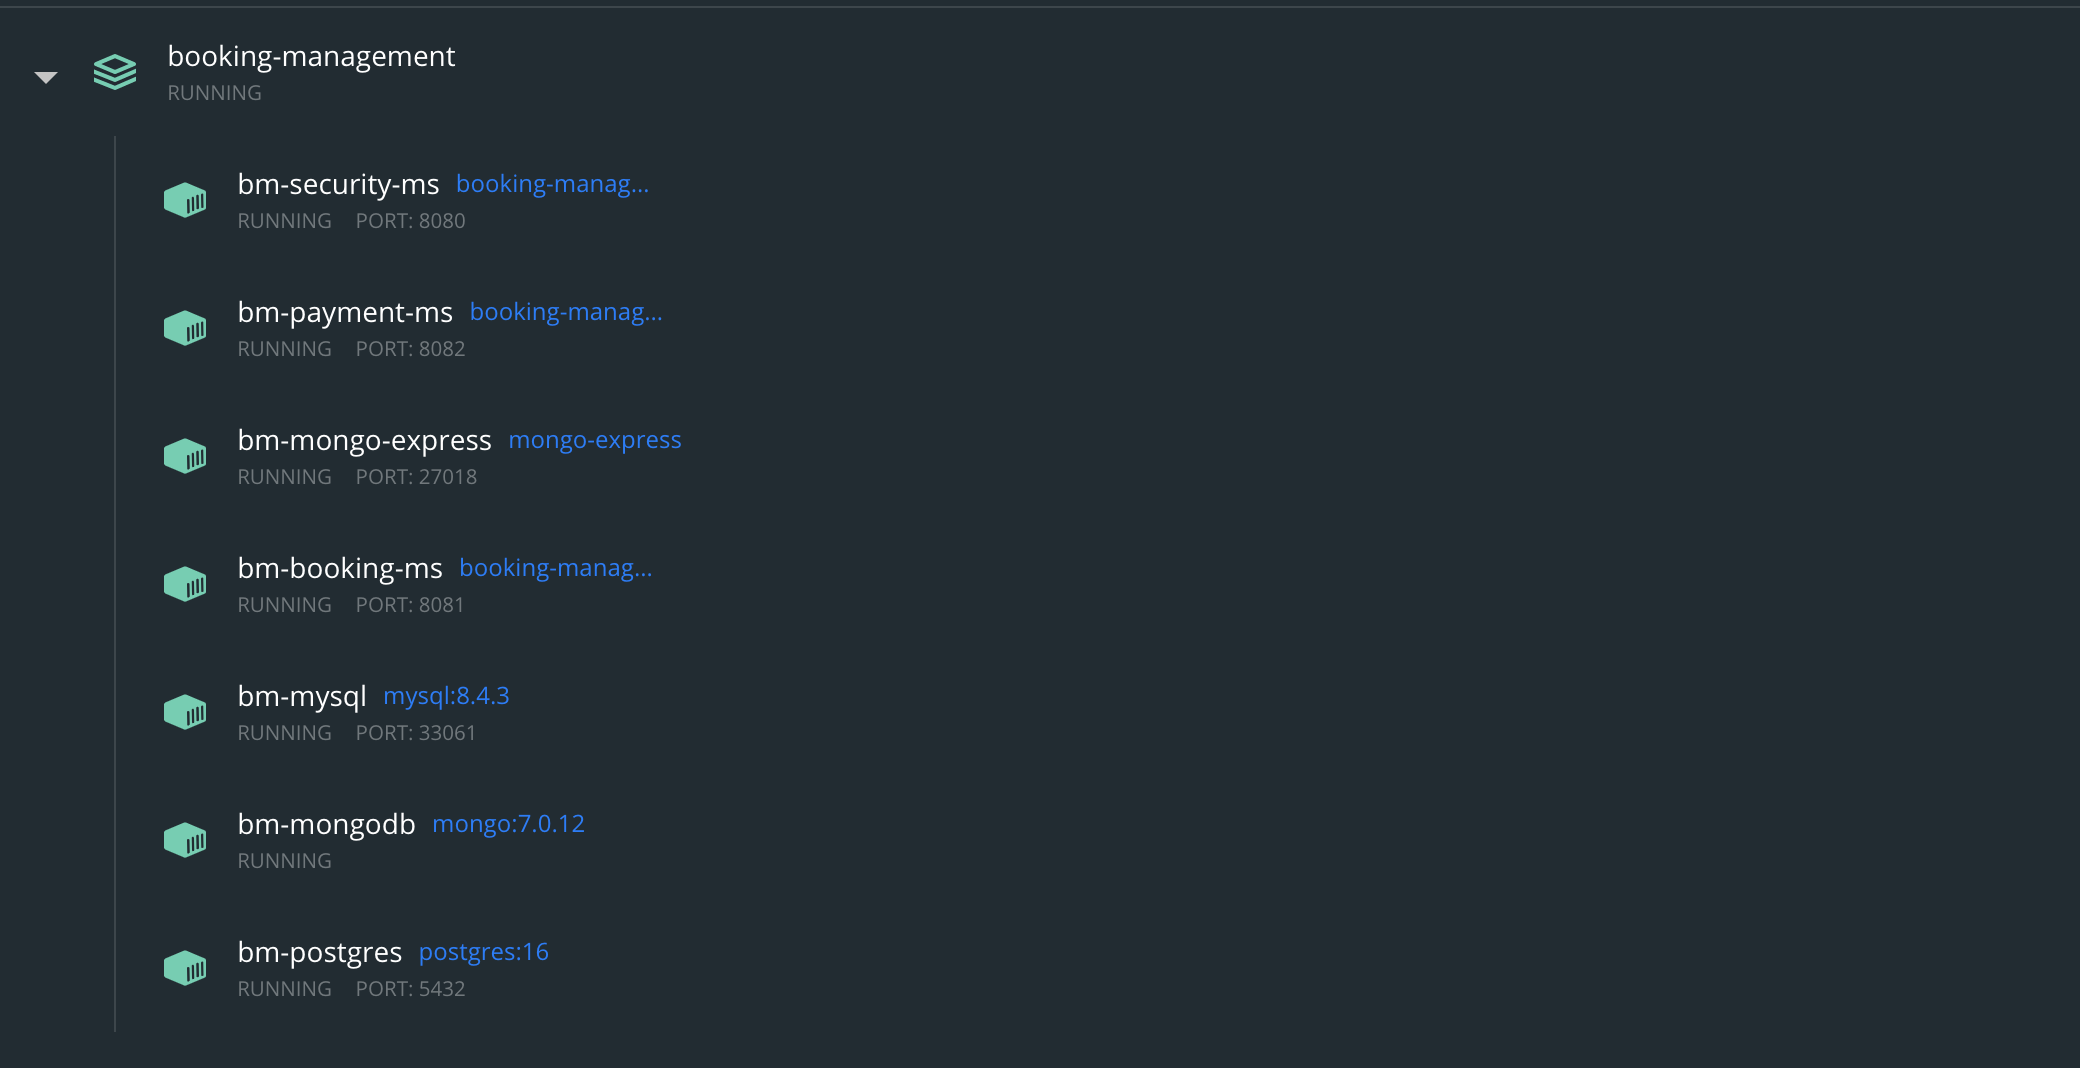 booking-management
RUNNING
bm-security-ms booking-manag...
RUNNING PORT: 8080
bm-payment-ms booking-manag...
RUNNING PORT: 8082
bm-mongo-express mongo-express
RUNNING PORT: 27018
bm-booking-ms booking-manag...
RUNNING PORT: 8081
bm-mysql mysql:8.4.3
RUNNING PORT: 33061
bm-mongodb mongo:7.0.12
RUNNING
bm-postgres postgres:16
RUNNING PORT: 5432